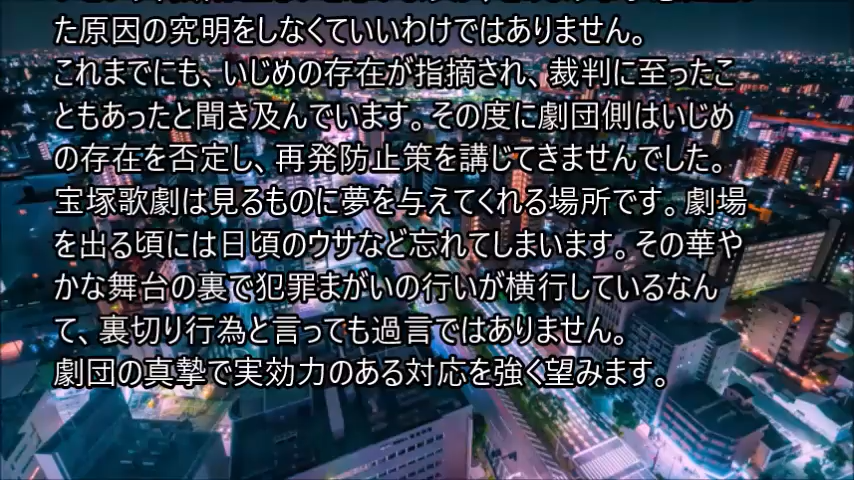 た原因の究明をしなくていいわけではありません。
これまでにも、いじめの存在が指摘され、裁判に至ったこ
ともあったと聞き及んでいます。その度に劇団側はいじめ
の存在を否定し、再発防止策を講じてきませんでした。
宝塚歌劇は見るものに夢を与えてくれる場所です。劇場
を出る頃には日頃のウサなど忘れてしまいます。その華や
かな舞台の裏で犯罪まがいの行いが横行しているなん
て、裏切り行為と言っても過言ではありません。
劇団の真摯で実効力のある対応を強く望みます。